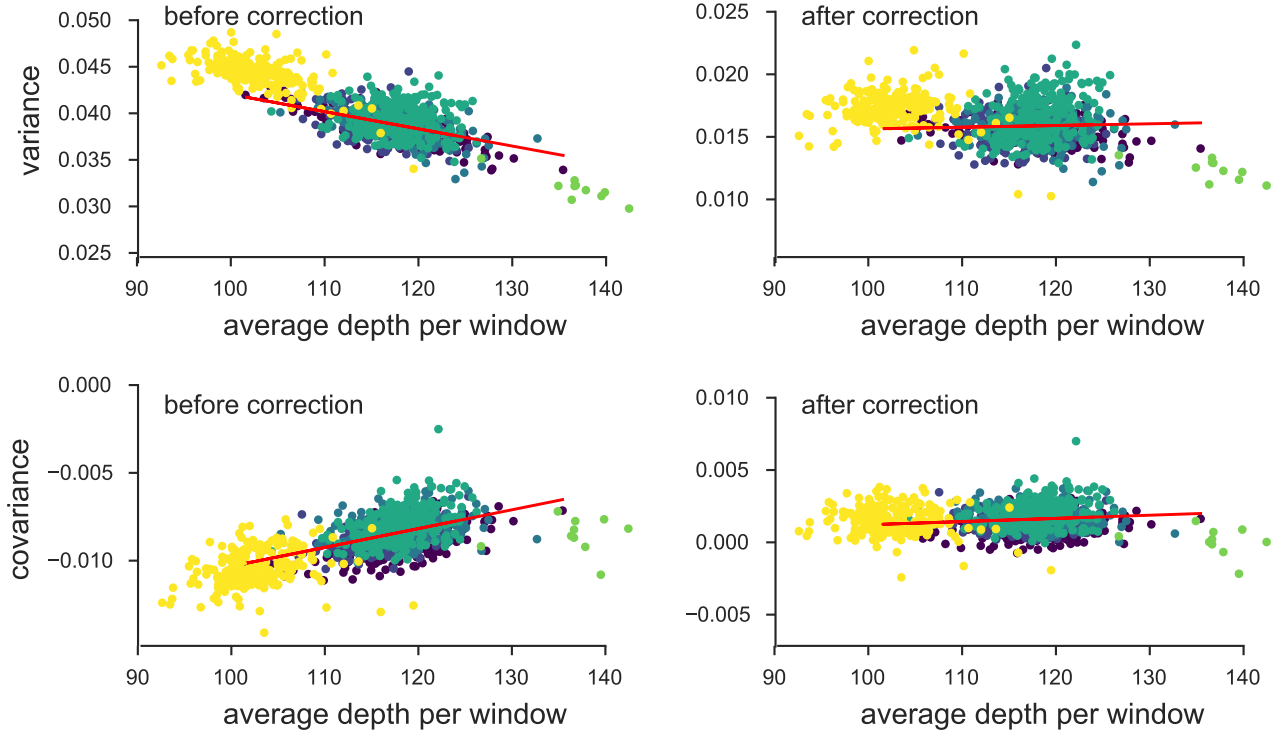 before correction
0.050
0.045
0.040
0.035
0.030
0.025
variance
90 100 110 120 130 140
average depth per window
after correction
0.025
0.020
0.015
0.010
90 100 110 120 130 140
average depth per window
before correction
0.000
−0.005
−0.010
covariance
90 100 110 120 130 140
average depth per window
after correction
0.010
0.005
0.000
−0.005
90 100 110 120 130 140
average depth per window